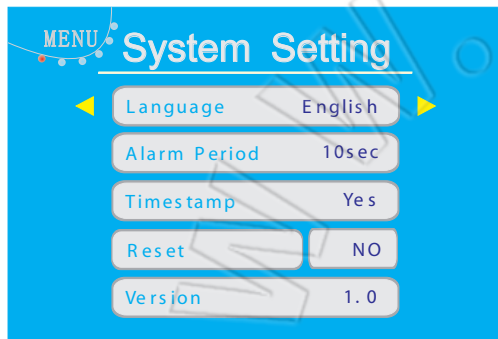 MENU
System Setting
Language English
Alarm Period 10sec
Timestamp Yes
Reset NO
Version 1.0